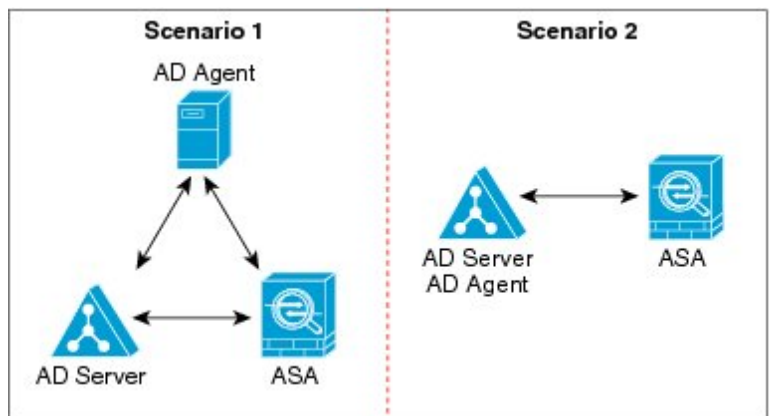 Scenario 1
AD Agent
AD Server
ASA
Scenario 2
AD Server
AD Agent
ASA